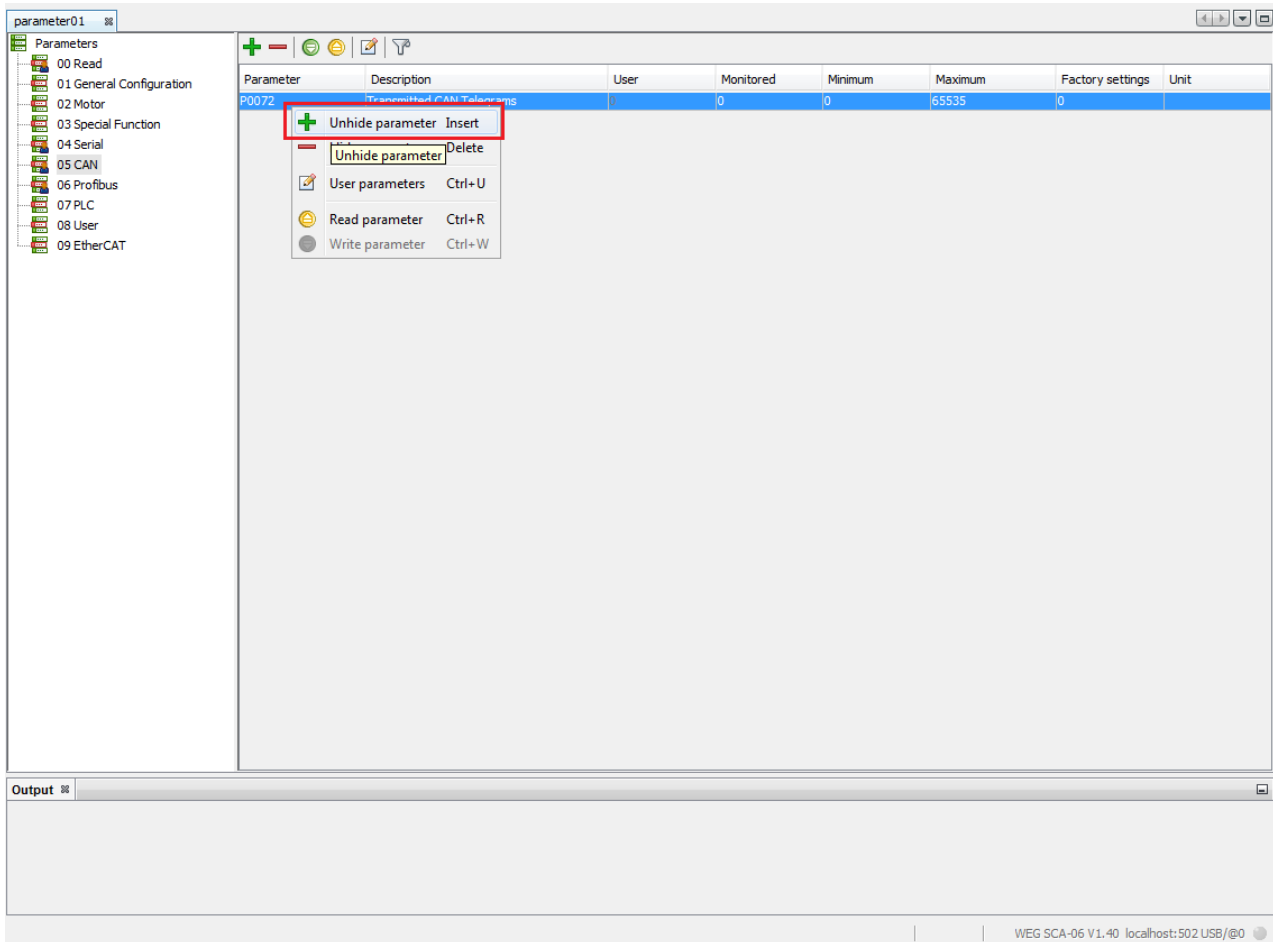 parameter01
Parameters
00 Read
01 General Configuration
02 Motor
03 Special Function
04 Serial
05 CAN
06 Profibus
07 PLC
08 User
09 EtherCAT
Parameter Description User Monitored Minimum Maximum Factory settings Unit
P0072 Transmitted CAN Telegrams 0 0 0 65535 0
Unhide parameter Insert
Delete
Unhide parameter
User parameters Ctrl+U
Read parameter Ctrl+R
Write parameter Ctrl+W
Output
WEG SCA-06 V1.40 localhost:502 USB/@0